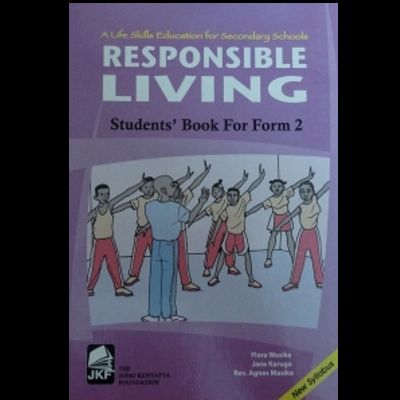 A Life Skills Education for Secondary Schools
RESPONSIBLE
LIVING
Students' Book For Form 2
Flora Wasike
Jane Karuga
Rev. Agnes Masika
New Syllabus
JKF
THE
JOMO KENYATTA
FOUNDATION